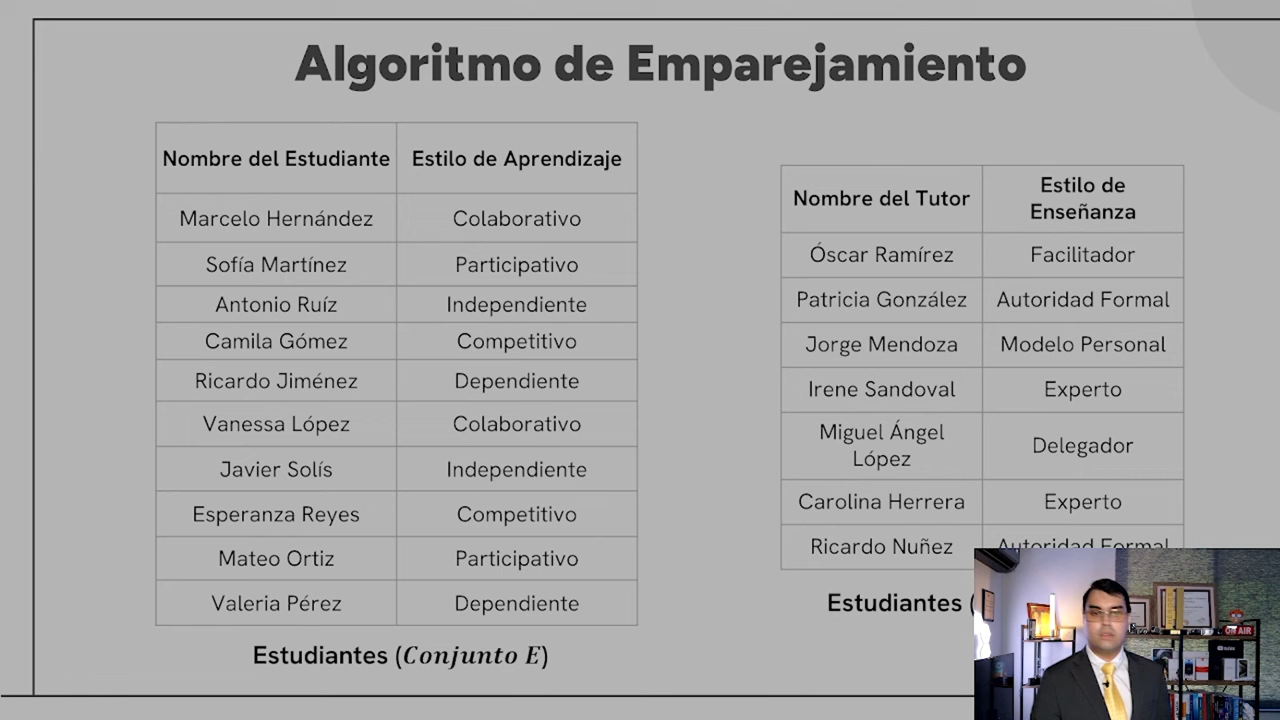 Algoritmo de Emparejamiento
Nombre del Estudiante Estilo de Aprendizaje
Marcelo Hernández Colaborativo
Sofía Martínez Participativo
Antonio Ruíz Independiente
Camila Gómez Competitivo
Ricardo Jiménez Dependiente
Vanessa López Colaborativo
Javier Solís Independiente
Esperanza Reyes Competitivo
Mateo Ortiz Participativo
Valeria Pérez Dependiente
Estudiantes (Conjunto E)
Nombre del Tutor Estilo de
Enseñanza
Óscar Ramírez Facilitador
Patricia González Autoridad Formal
Jorge Mendoza Modelo Personal
Irene Sandoval Experto
Miguel Ángel
López Delegador
Carolina Herrera Experto
Ricardo Nuñez Autoridad Formal
Estudiantes (
ON AIR